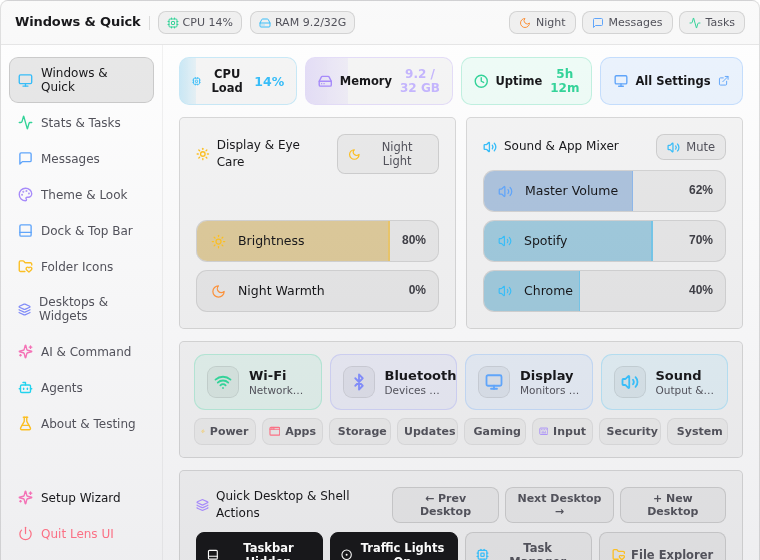 Windows & Quick
CPU 14%
RAM 9.2/32G
Night
Messages
Tasks
Windows &
Quick
Stats & Tasks
Messages
Theme & Look
Dock & Top Bar
Folder Icons
Desktops &
Widgets
AI & Command
Agents
About & Testing
Setup Wizard
Quit Lens UI
CPU
Load
14%
Memory
9.2 /
32 GB
Uptime
5h
12m
All Settings
Display & Eye
Care
Night
Light
Brightness
80%
Night Warmth
0%
Sound & App Mixer
Mute
Master Volume
62%
Spotify
70%
Chrome
40%
Wi-Fi
Network...
Bluetooth
Devices ...
Display
Monitors ...
Sound
Output &...
Power
Apps
Storage
Updates
Gaming
Input
Security
System
Quick Desktop & Shell
Actions
← Prev
Desktop
Next Desktop
→
+ New
Desktop
Taskbar
Hidden
Traffic Lights
On
Task
Manager
File Explorer